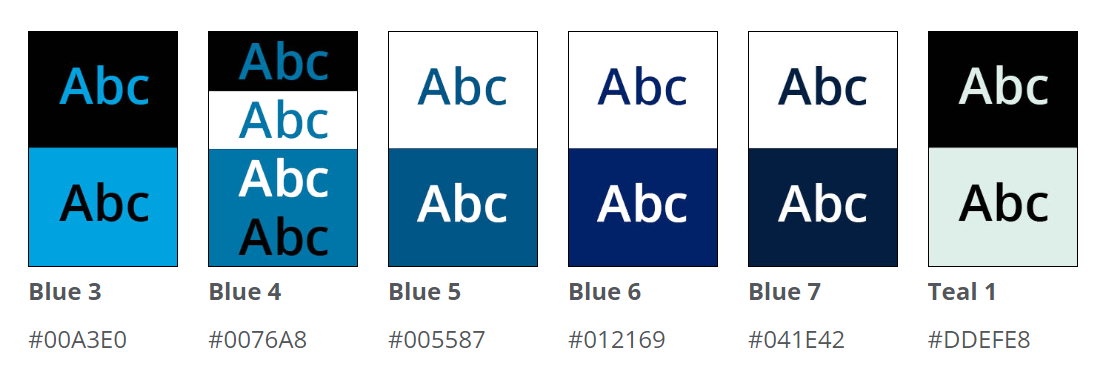 Abc
Abc
Blue 3
#00A3E0
Abc
Abc
Abc
Abc
Blue 4
#0076A8
Abc
Abc
Blue 5
#005587
Abc
Abc
Blue 6
#012169
Abc
Abc
Blue 7
#041E42
Abc
Abc
Teal 1
#DDEFE8